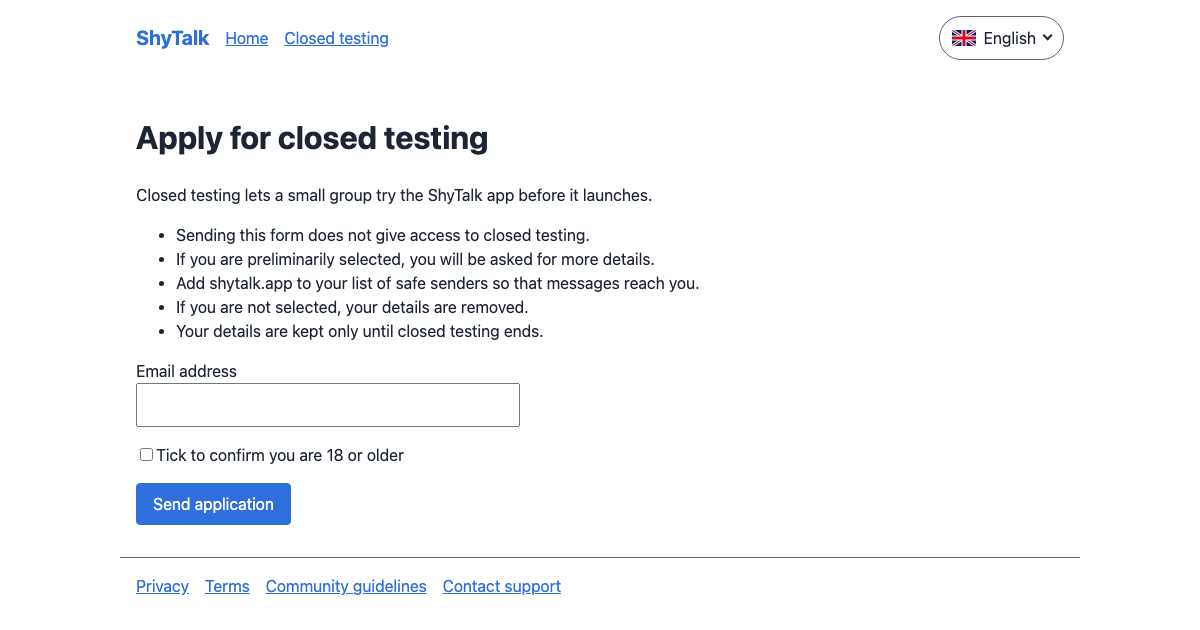 ShyTalk Home Closed testing English
Apply for closed testing
Closed testing lets a small group try the ShyTalk app before it launches.
Sending this form does not give access to closed testing.
If you are preliminarily selected, you will be asked for more details.
Add shytalk.app to your list of safe senders so that messages reach you.
If you are not selected, your details are removed.
Your details are kept only until closed testing ends.
Email address
Tick to confirm you are 18 or older
Send application
Privacy Terms Community guidelines Contact support